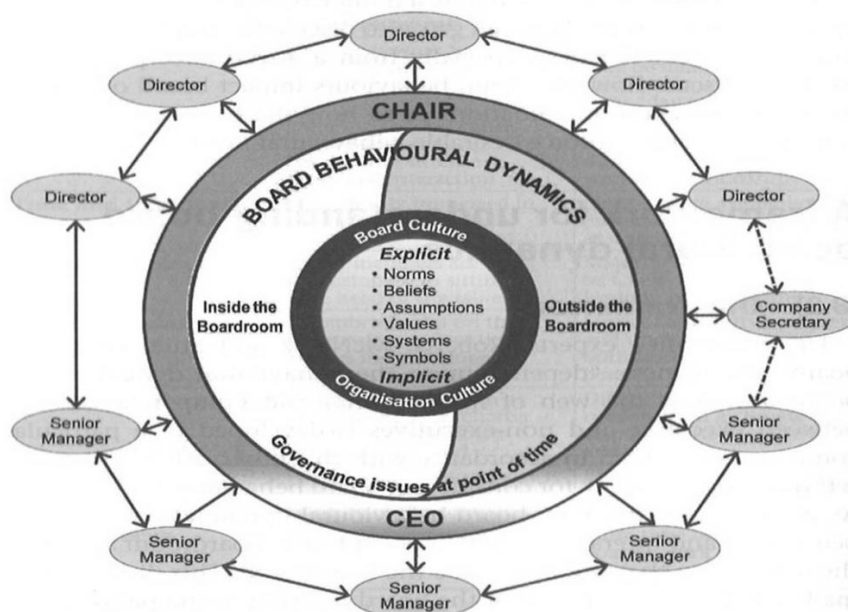 Director
Director
Director
CHAIR
BOARD BEHAVIOURAL DYNAMICS
Director
Director
Board Culture
Explicit
• Norms
• Beliefs
• Assumptions
• Values
• Systems
• Symbols
Implicit
Organisation Culture
Inside the
Boardroom
Outside the
Boardroom
Company
Secretary
Senior
Manager
Senior
Manager
Governance issues at point of time
CEO
Senior
Manager
Senior
Manager
Senior
Manager